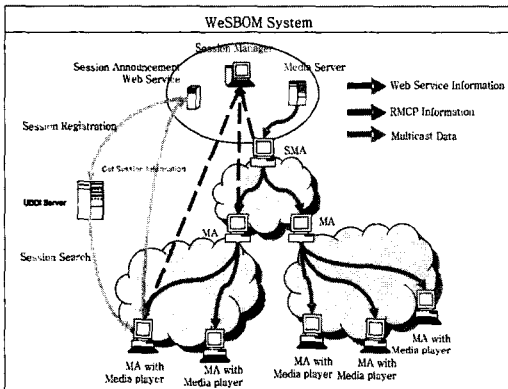 WeSBOM System
Session Manager
Session Announcement
Web Service
Media Server
Web Service Information
RMCP Information
Multicast Data
Session Registration
SMA
Get Session Information
UDDI Server
MA
MA
Session Search
MA with
Media player
MA with
Media player
MA with
Media player
MA with
Media player
MA with
Media player